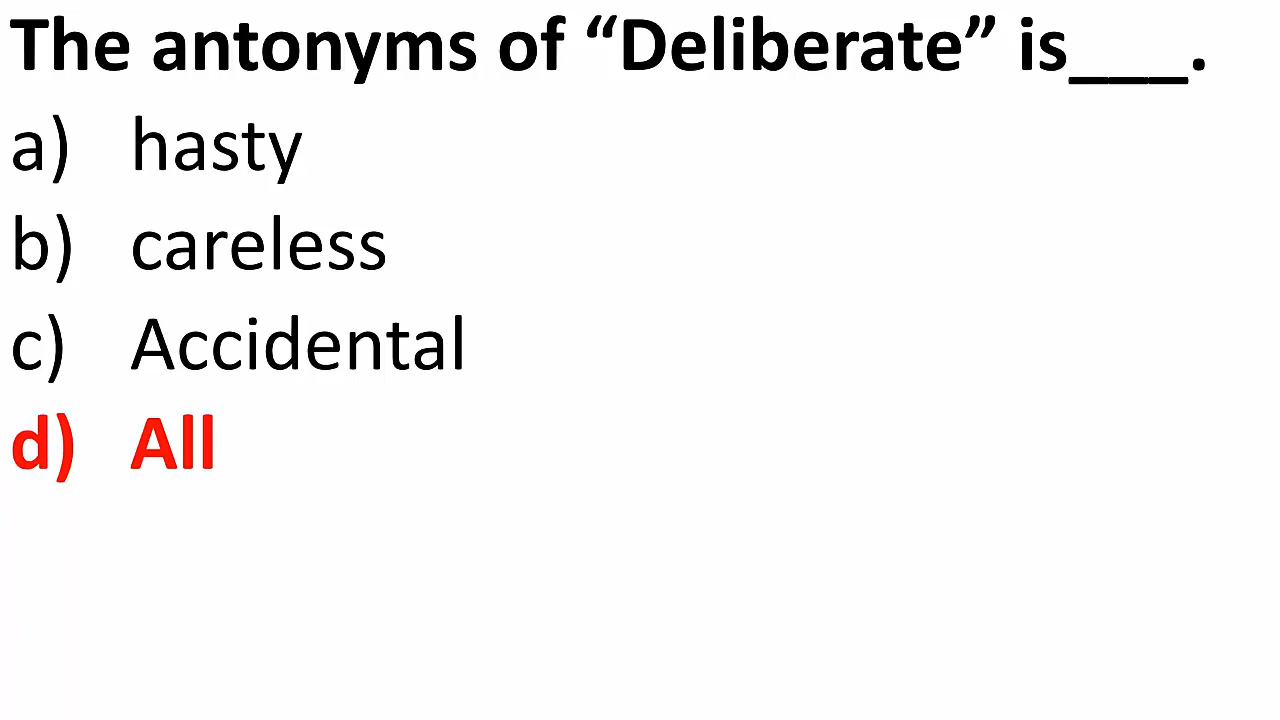 The antonyms of “Deliberate” is___.
a) hasty
b) careless
c) Accidental
d) All